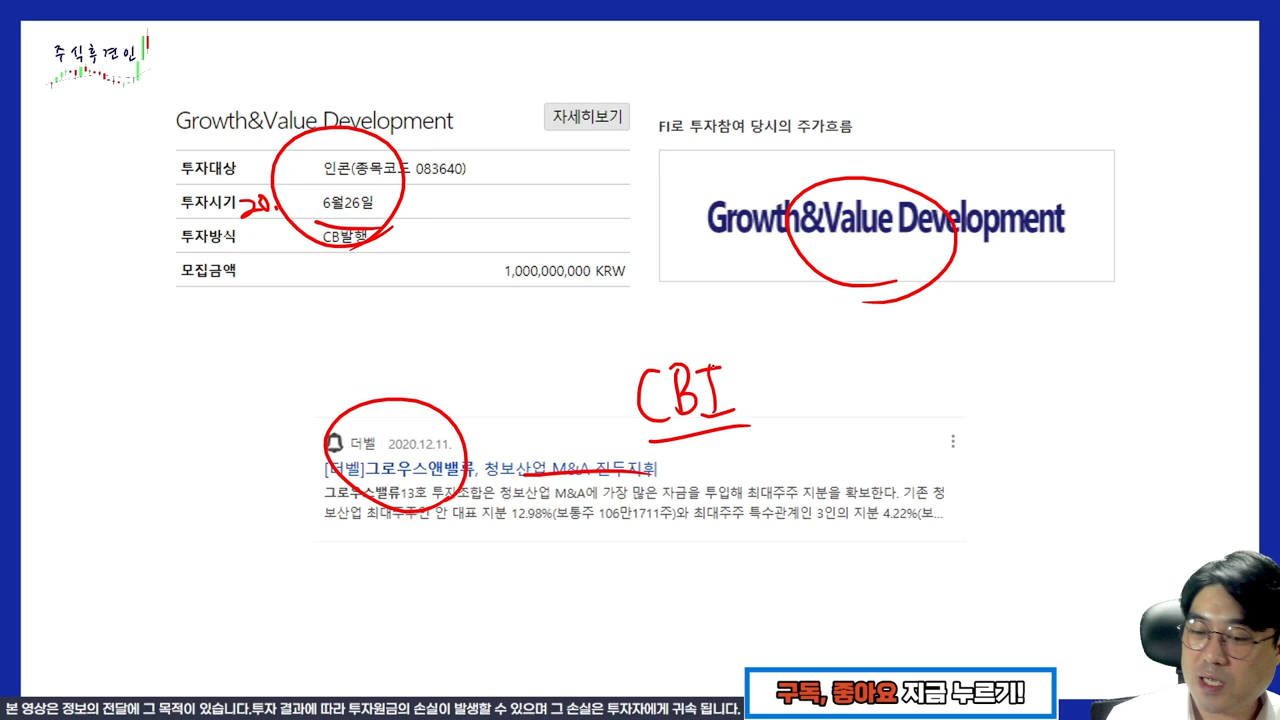 주식후견인
Growth&Value Development
자세히보기
투자대상 인콘(종목코드 083640)
투자시기 20. 6월26일
투자방식 CB발행
모집금액 1,000,000,000 KRW
FI로 투자참여 당시의 주가흐름
Growth&Value Development
CBI
더벨 2020.12.11.
[더벨]그로우스앤밸류, 청보산업 M&A 진두지휘
그로우스밸류13호 투자조합은 청보산업 M&A에 가장 많은 자금을 투입해 최대주주 지분을 확보한다. 기존 청
보산업 최대주주인 안 대표 지분 12.98%(보통주 106만1711주)와 최대주주 특수관계인 3인의 지분 4.22%(보...
구독, 좋아요 지금 누르기!
본 영상은 정보의 전달에 그 목적이 있습니다.투자 결과에 따라 투자원금의 손실이 발생할 수 있으며 그 손실은 투자자에게 귀속 됩니다.